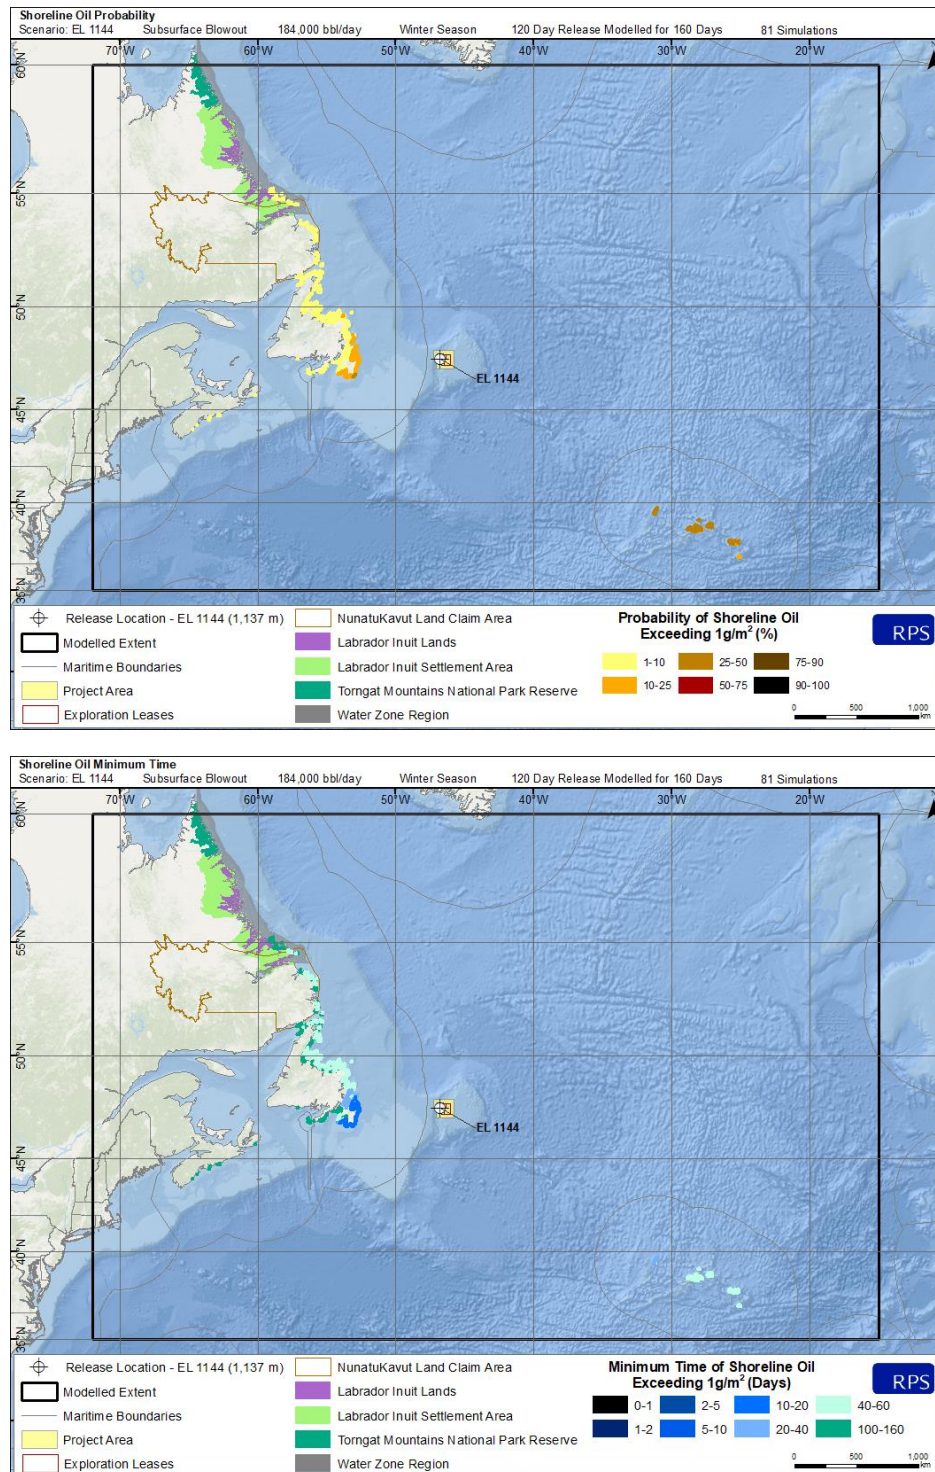 Shoreline Oil Probability
Scenario: EL 1144 Subsurface Blowout 184,000 bbl/day Winter Season 120 Day Release Modelled for 160 Days 81 Simulations
70°W 60°W 50°W 40°W 30°W 20°W
60°N
55°N
50°N
EL 1144
45°N
40°N
35°N
Release Location - EL 1144 (1,137 m)
Modelled Extent
Maritime Boundaries
Project Area
Exploration Leases
NunatuKavut Land Claim Area
Labrador Inuit Lands
Labrador Inuit Settlement Area
Torngat Mountains National Park Reserve
Water Zone Region
Probability of Shoreline Oil
Exceeding 1g/m² (%)
1-10 25-50 75-90
10-25 50-75 90-100
RPS
0 500 1,000
km
Shoreline Oil Minimum Time
Scenario: EL 1144 Subsurface Blowout 184,000 bbl/day Winter Season 120 Day Release Modelled for 160 Days 81 Simulations
70°W 60°W 50°W 40°W 30°W 20°W
60°N
55°N
50°N
EL 1144
45°N
40°N
35°N
Release Location - EL 1144 (1,137 m)
Modelled Extent
Maritime Boundaries
Project Area
Exploration Leases
NunatuKavut Land Claim Area
Labrador Inuit Lands
Labrador Inuit Settlement Area
Torngat Mountains National Park Reserve
Water Zone Region
Minimum Time of Shoreline Oil
Exceeding 1g/m² (Days)
0-1 2-5 10-20 40-60
1-2 5-10 20-40 100-160
RPS
0 500 1,000
km